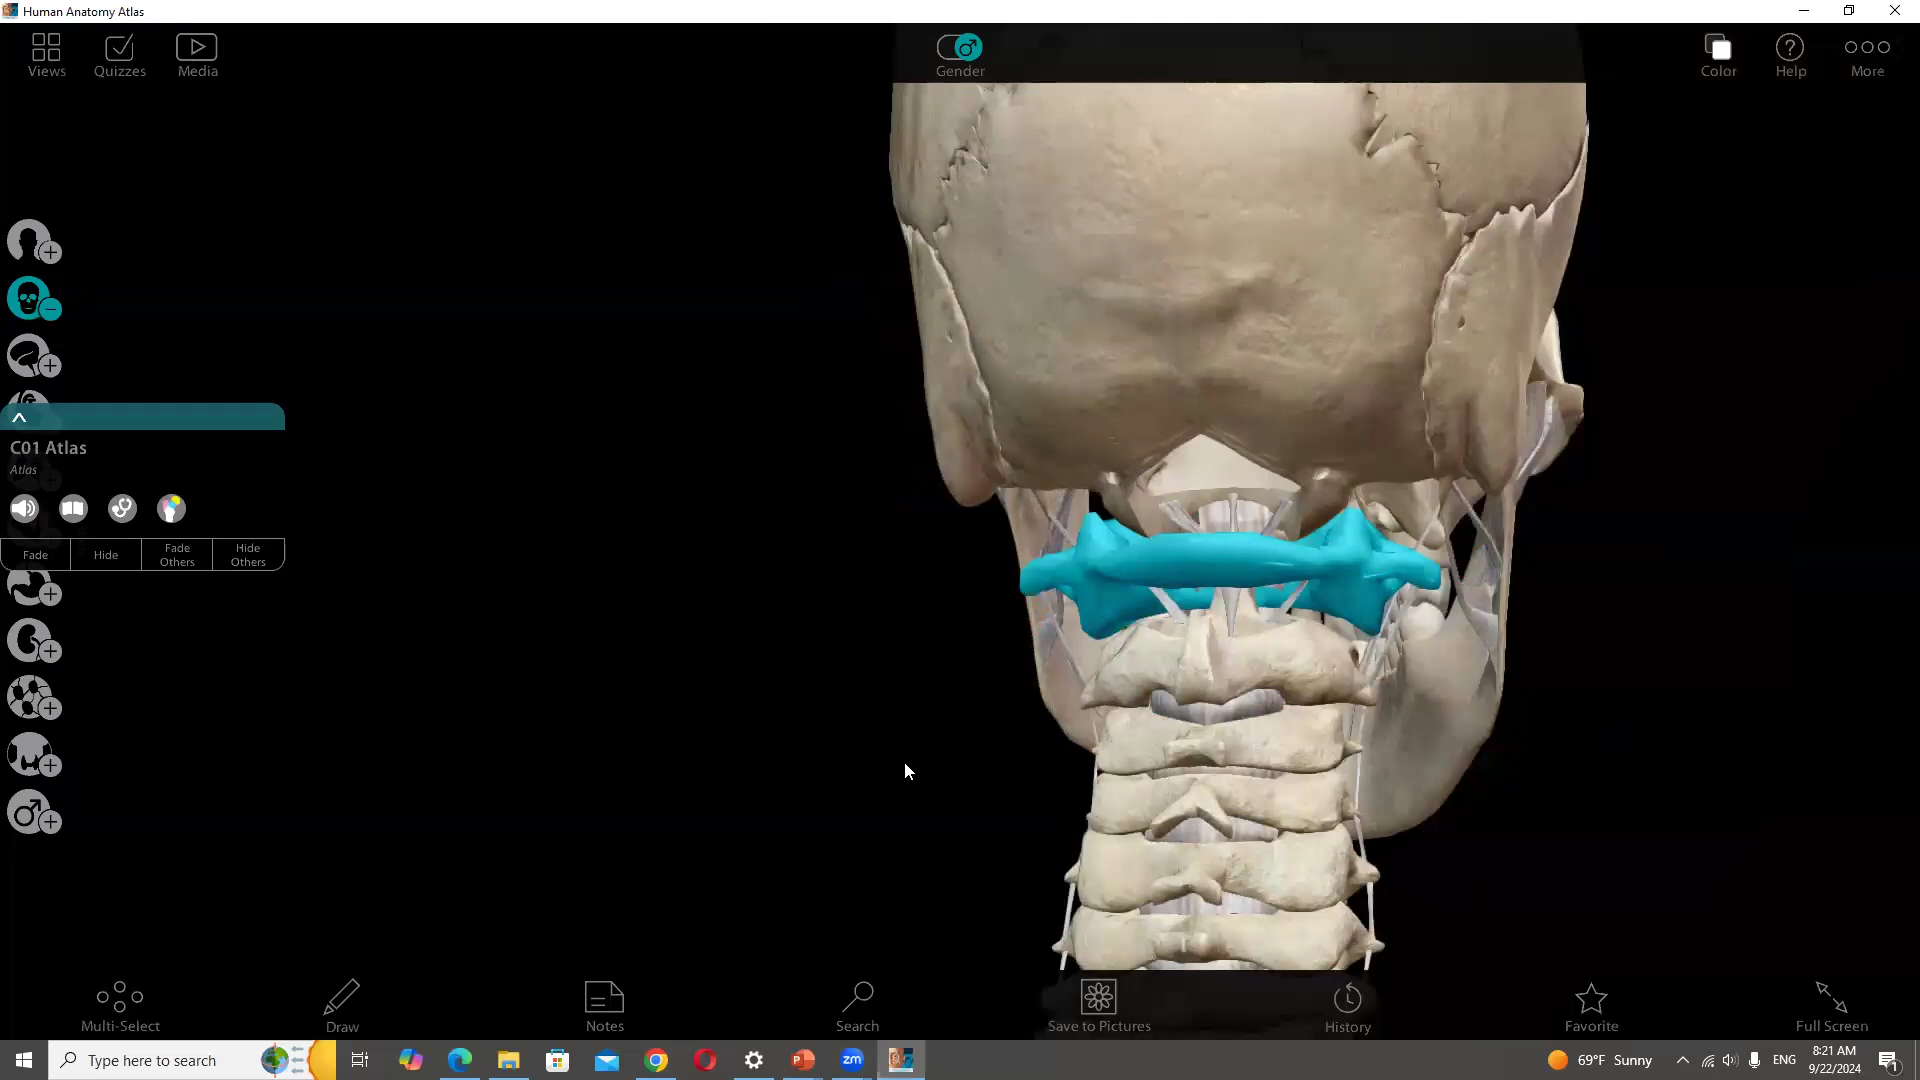 Human Anatomy Atlas
Views
Quizzes
Media
Gender
Color
Help
More
C01 Atlas
Atlas
Fade
Hide
Fade
Others
Hide
Others
Multi-Select
Draw
Notes
Search
Save to Pictures
History
Favorite
Full Screen
Type here to search
zm
69°F Sunny
ENG
8:21 AM
9/22/2024
1